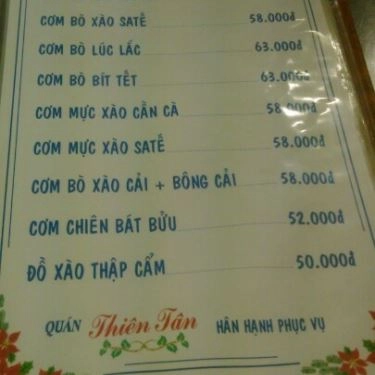 CƠM BÒ XÀO SATẾ 58.000đ
CƠM BÒ LÚC LẮC 63.000đ
CƠM BÒ BÍT TẾT 63.000đ
CƠM MỰC XÀO CẦN CÀ 58.000đ
CƠM MỰC XÀO SATẾ 58.000đ
CƠM BÒ XÀO CẢI + BÔNG CẢI 58.000đ
CƠM CHIÊN BÁT BỬU 52.000đ
ĐỒ XÀO THẬP CẨM 50.000đ
QUÁN Thiên Tân HÂN HẠNH PHỤC VỤ